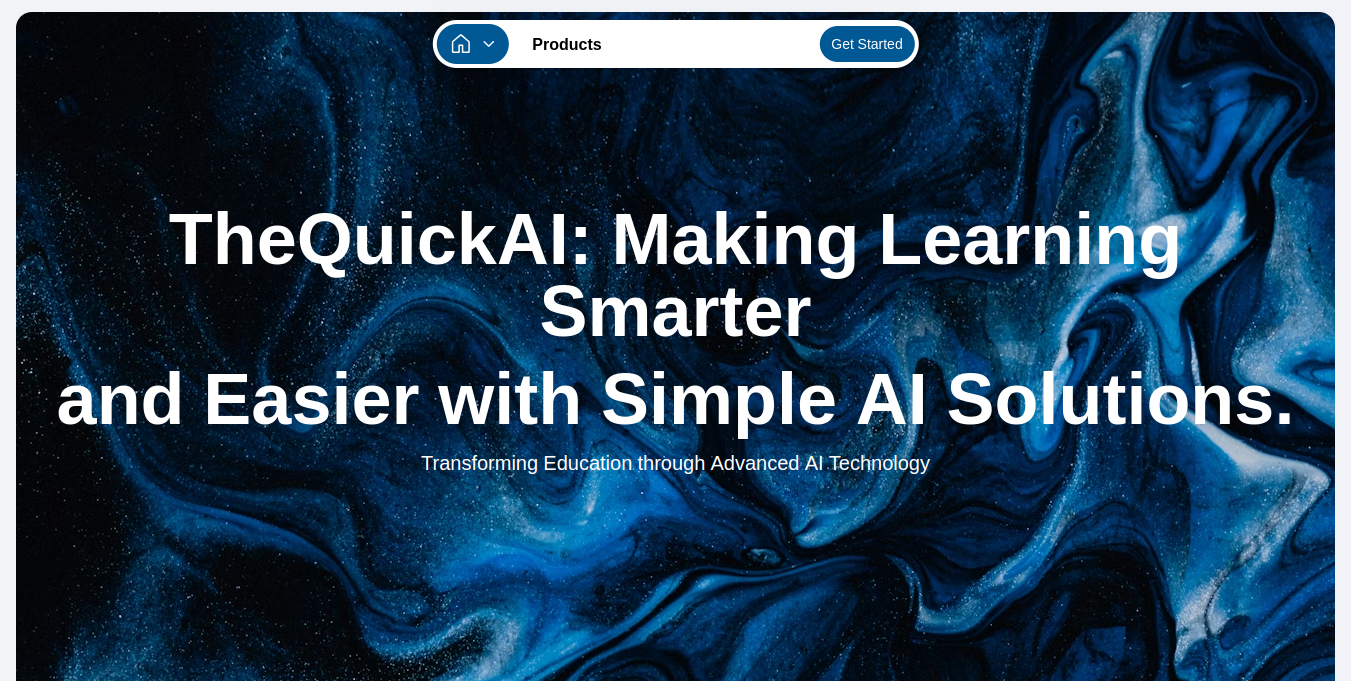 Products
Get Started
TheQuickAI: Making Learning
Smarter
and Easier with Simple AI Solutions.
Transforming Education through Advanced AI Technology